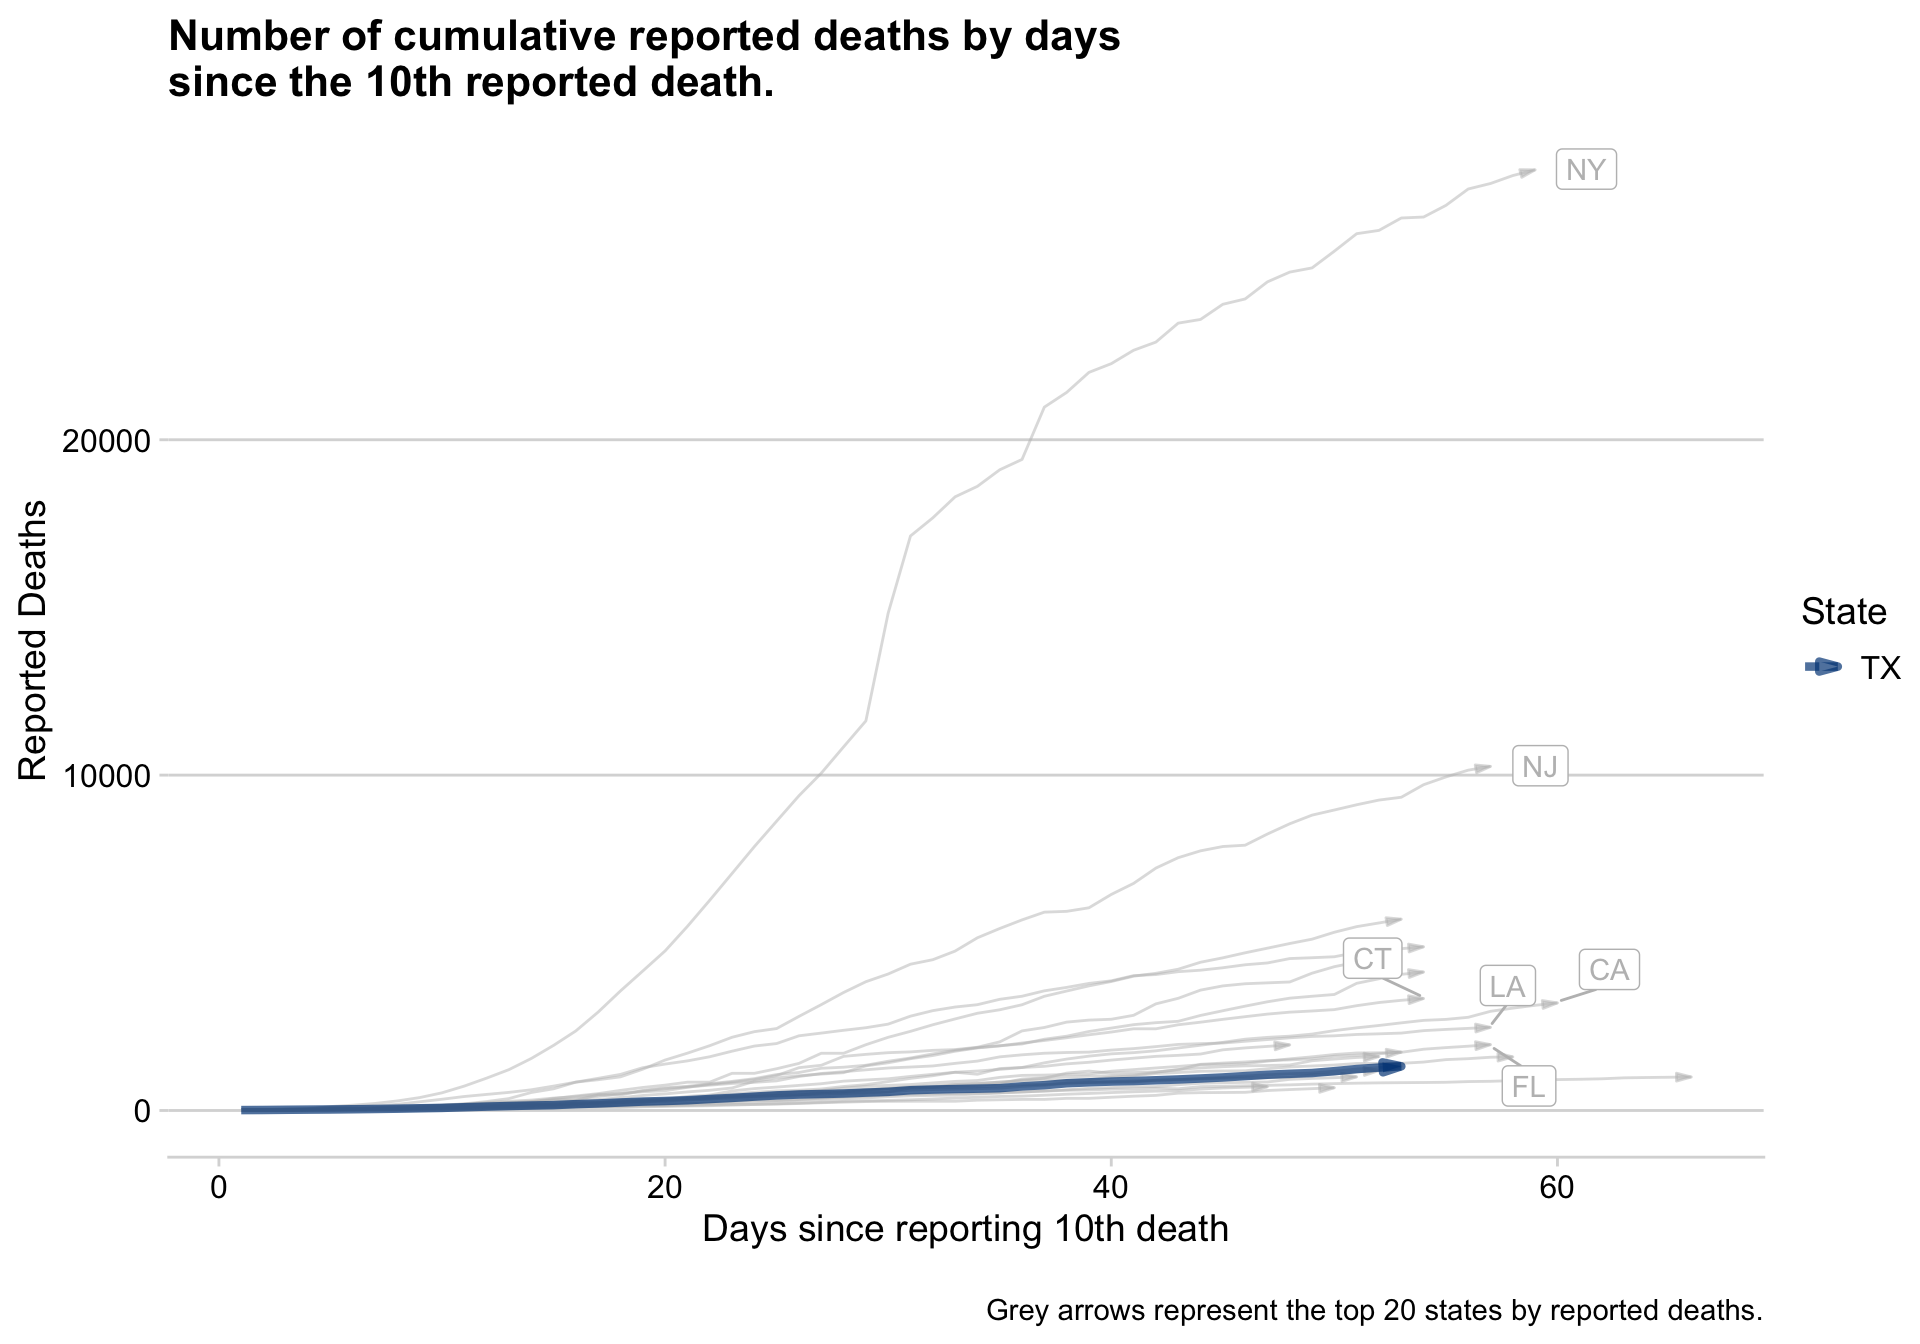 Number of cumulative reported deaths by days
since the 10th reported death.
NY
20000
Reported Deaths
State
TX
NJ
10000
CT
LA
CA
FL
0
0
20
40
60
Days since reporting 10th death
Grey arrows represent the top 20 states by reported deaths.